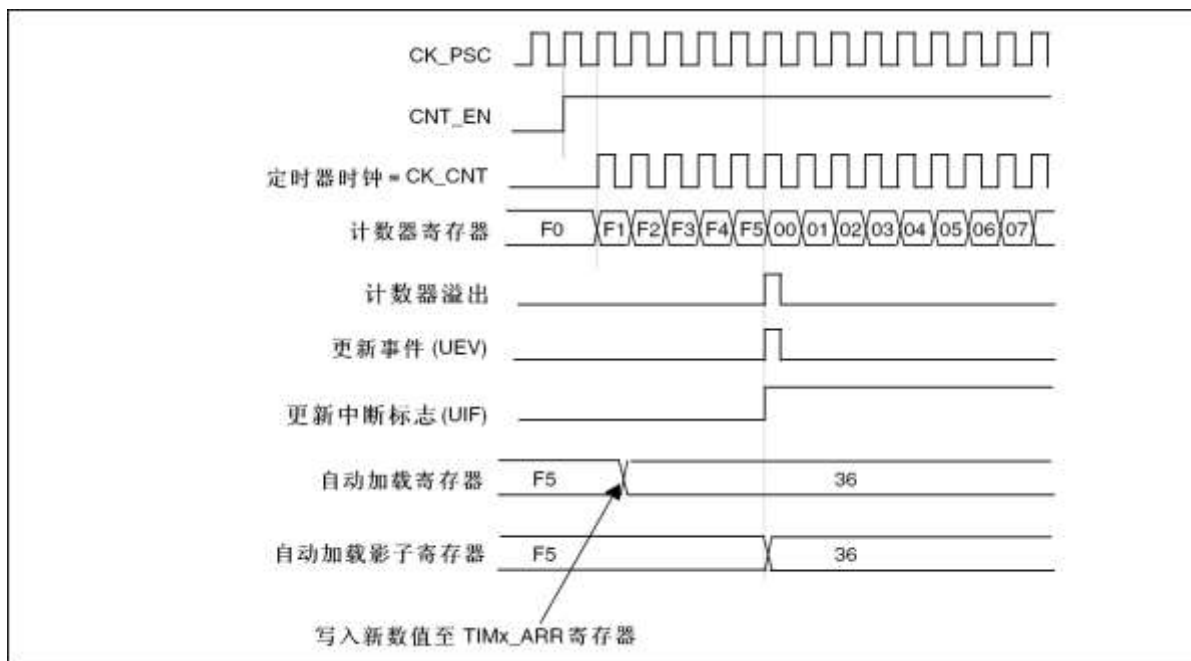 CK_PSC
CNT_EN
定时器时钟 = CK_CNT
计数器寄存器 F0 F1 F2 F3 F4 F5 00 01 02 03 04 05 06 07
计数器溢出
更新事件 (UEV)
更新中断标志 (UIF)
自动加载寄存器 F5 36
自动加载影子寄存器 F5 36
写入新数值至 TIMx_ARR 寄存器